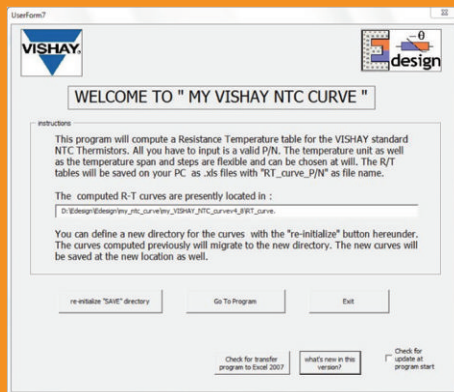 UserForm7
VISHAY.
-θ
design
WELCOME TO " MY VISHAY NTC CURVE "
instructions
This program will compute a Resistance Temperature table for the VISHAY standard
NTC Thermistors. All you have to input is a valid P/N. The temperature unit as well
as the temperature span and steps are flexible and can be chosen at will. The R/T
tables will be saved on your PC as .xls files with "RT_curve_P/N" as file name.
The computed R-T curves are presently located in :
D:\Edesign\Edesign\my_ntc_curve\my_VISHAY_NTC_curvev4_8\RT_curve.
You can define a new directory for the curves with the "re-initialize" button hereunder.
The curves computed previously will migrate to the new directory. The new curves will
be saved at the new location as well.
re-initialize "SAVE" directory
Go To Program
Exit
Check for transfer
program to Excel 2007
what's new in this
version?
Check for
update at
program start